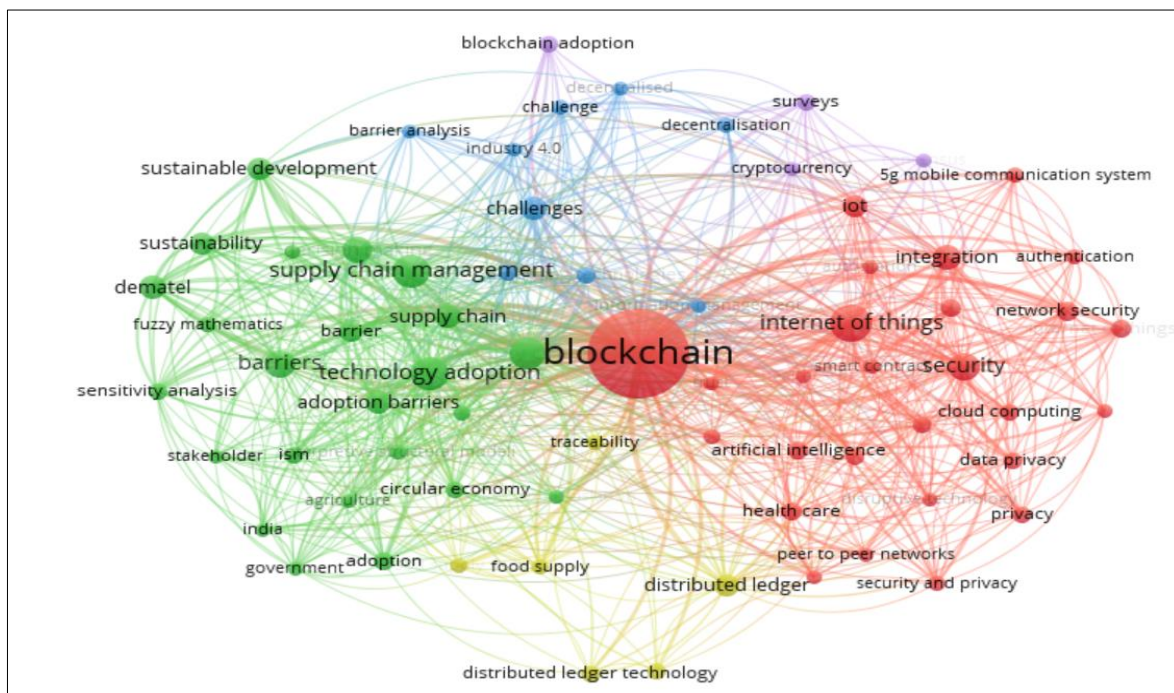 blockchain adoption
decentralised
challenge
surveys
barrier analysis
decentralisation
industry 4.0
sustainable development
cryptocurrency
5g mobile communication system
challenges
iot
sustainability
integration
authentication
supply chain management
dematel
supply chain
internet of things
network security
fuzzy mathematics
barrier
blockchain
barriers
technology adoption
smart contract
security
sensitivity analysis
adoption barriers
cloud computing
traceability
artificial intelligence
stakeholder
ism
data privacy
circular economy
agriculture
disruptive technology
health care
privacy
india
government
adoption
food supply
peer to peer networks
distributed ledger
security and privacy
distributed ledger technology